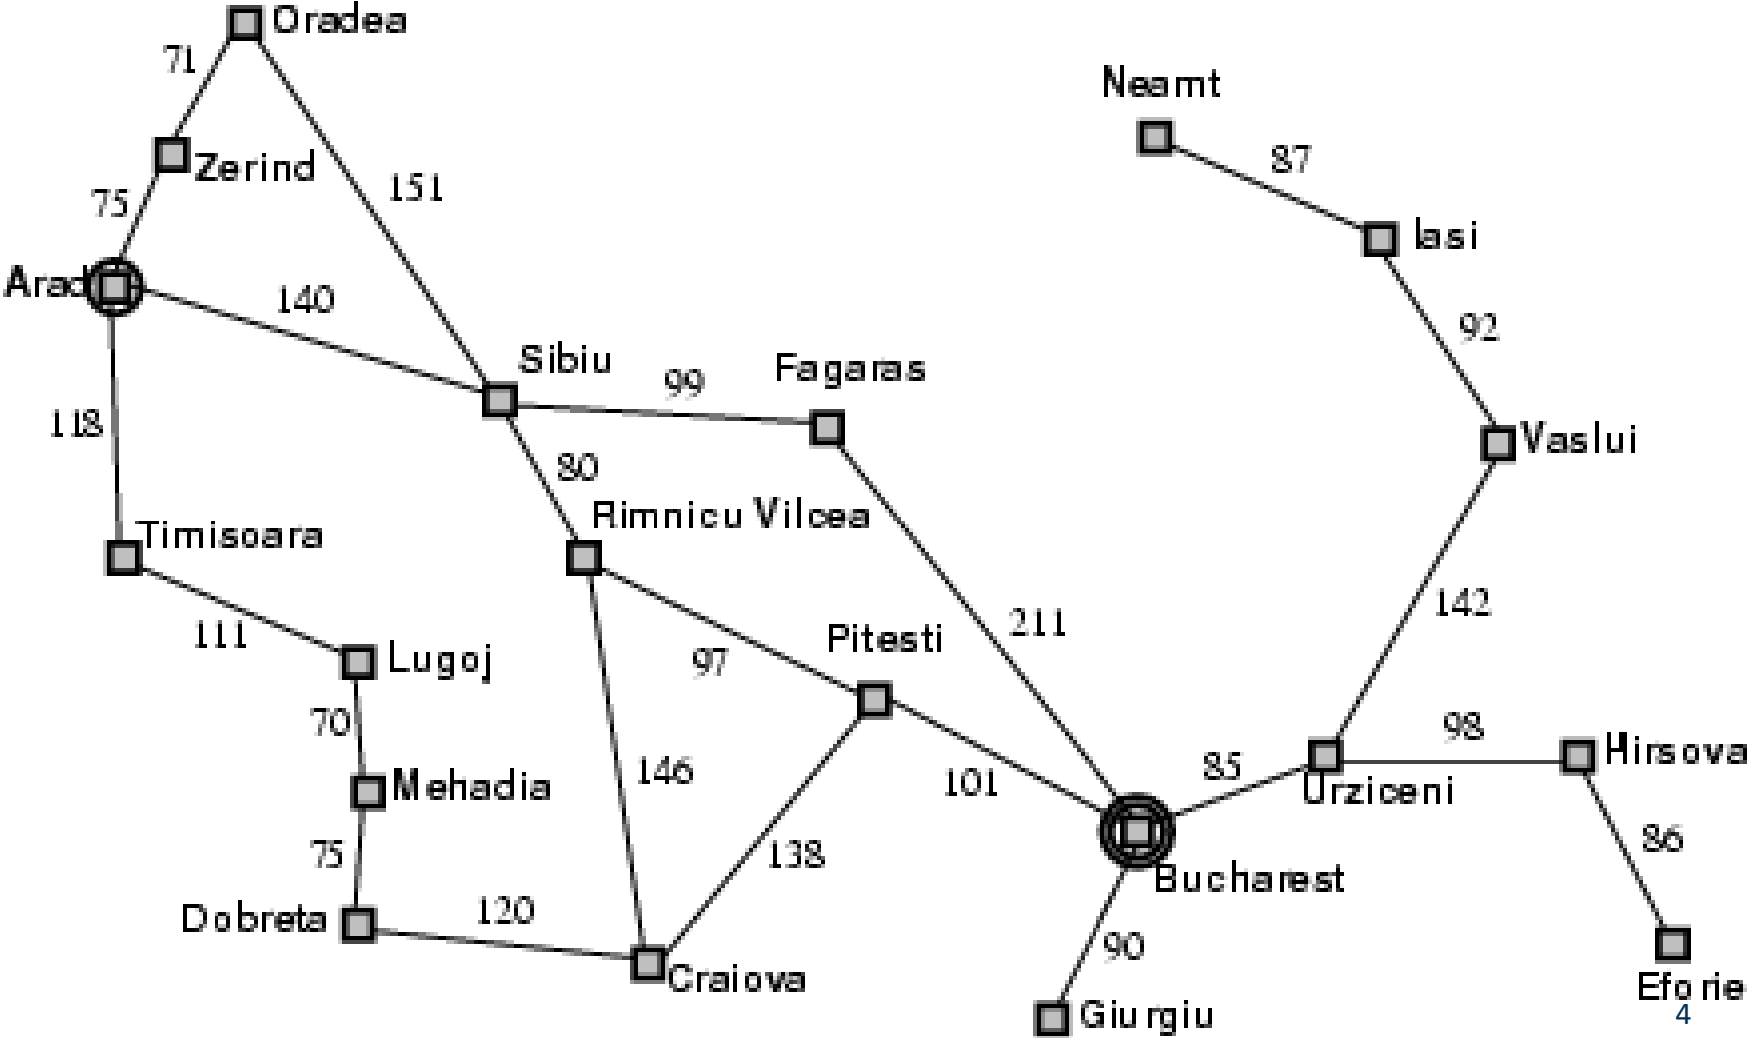 Oradea
71
Neamt
87
Zerind
151
75
Iasi
Arad
140
92
Sibiu
Fagaras
99
118
Vaslui
80
Rimnicu Vilcea
Timisoara
142
211
111
Pitesti
Lugoj
97
70
98
Hirsova
146
85
Mehadia
101
Urziceni
86
75
138
Bucharest
120
Dobreta
90
Craiova
Eforie
Giurgiu
4